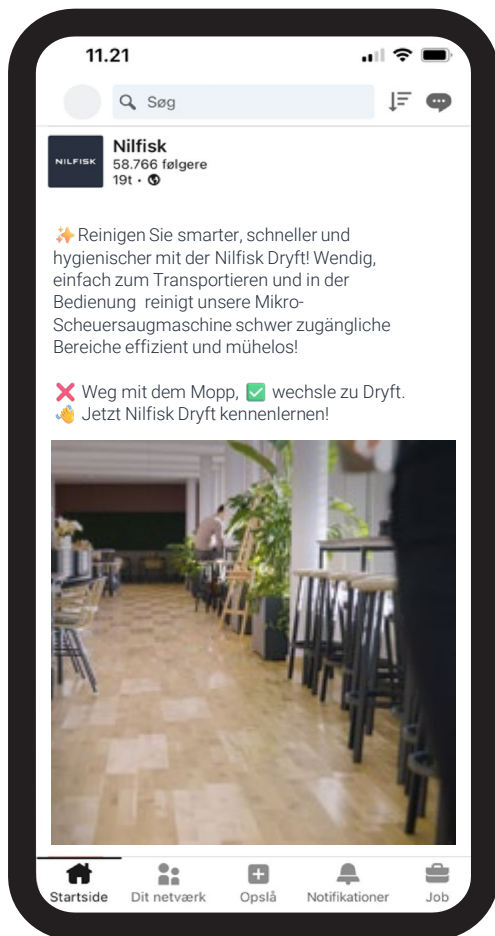 11.21
Søg
NILFISK
Nilfisk
58.766 følgere
19t •
✨Reinigen Sie smarter, schneller und
hygienischer mit der Nilfisk Dryft! Wendig,
einfach zum Transportieren und in der
Bedienung  reinigt unsere Mikro-
Scheuersaugmaschine schwer zugängliche
Bereiche effizient und mühelos!
❌ Weg mit dem Mopp, ✅ wechsle zu Dryft.
👋 Jetzt Nilfisk Dryft kennenlernen!
Startside Dit netværk Opslå Notifikationer Job